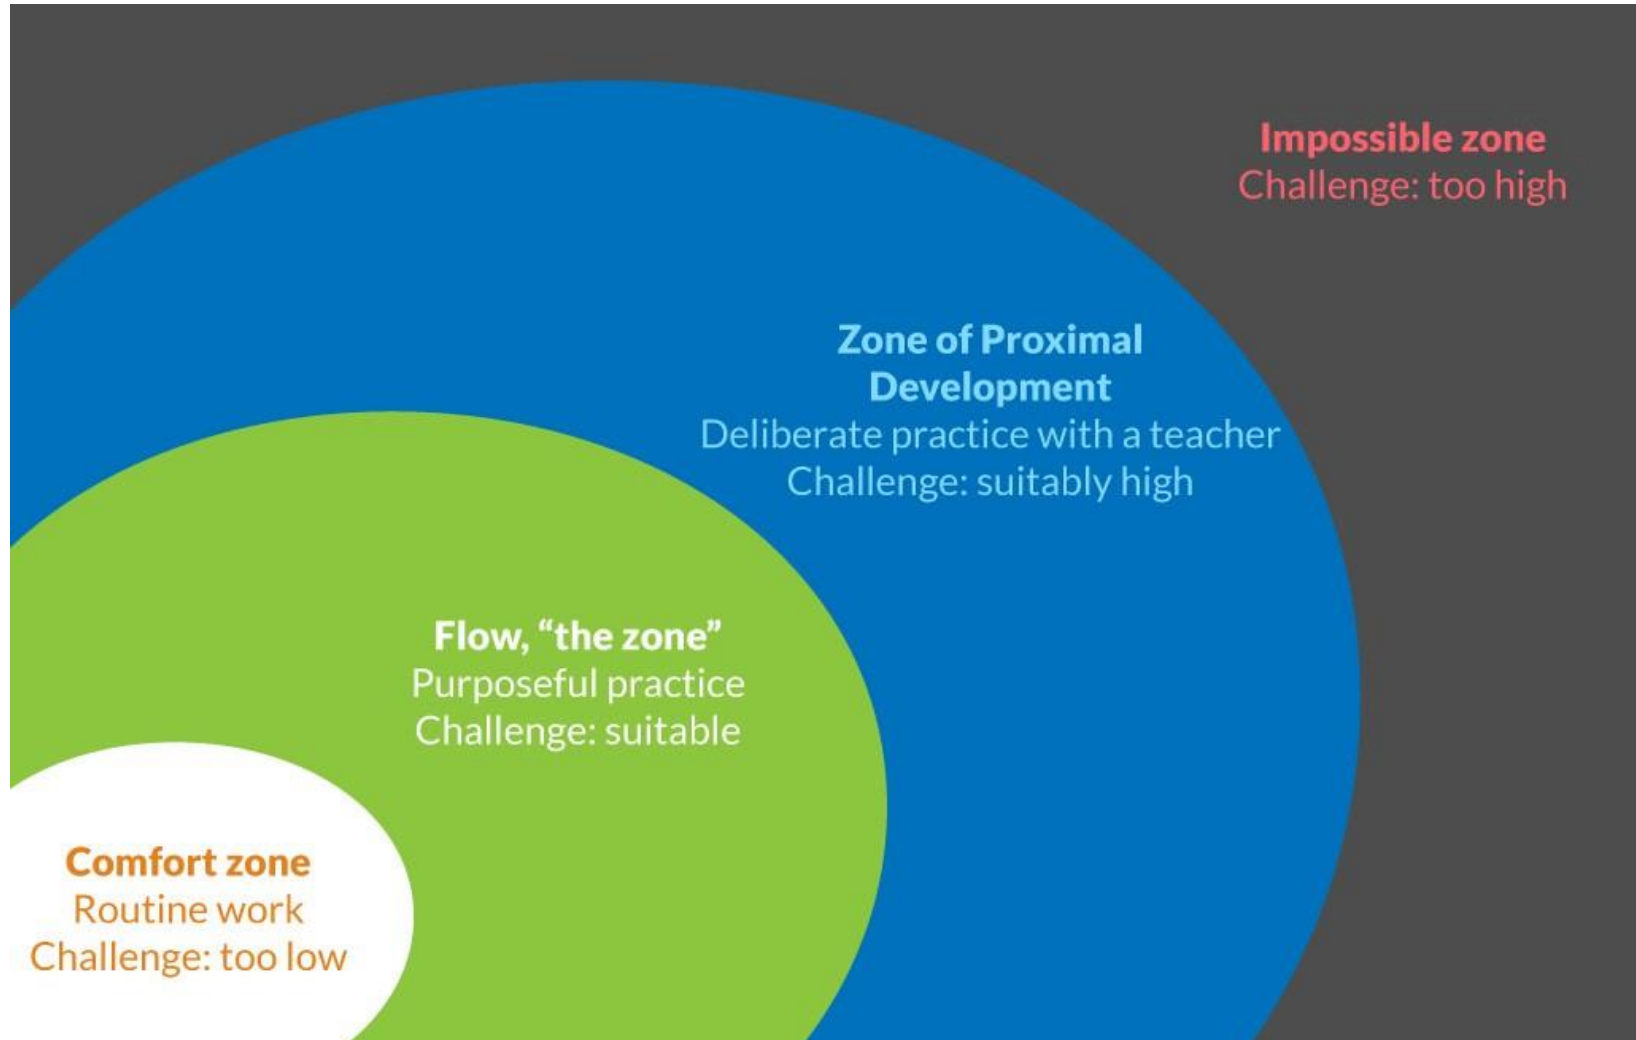 Impossible zone
Challenge: too high
Zone of Proximal
Development
Deliberate practice with a teacher
Challenge: suitably high
Flow, “the zone”
Purposeful practice
Challenge: suitable
Comfort zone
Routine work
Challenge: too low